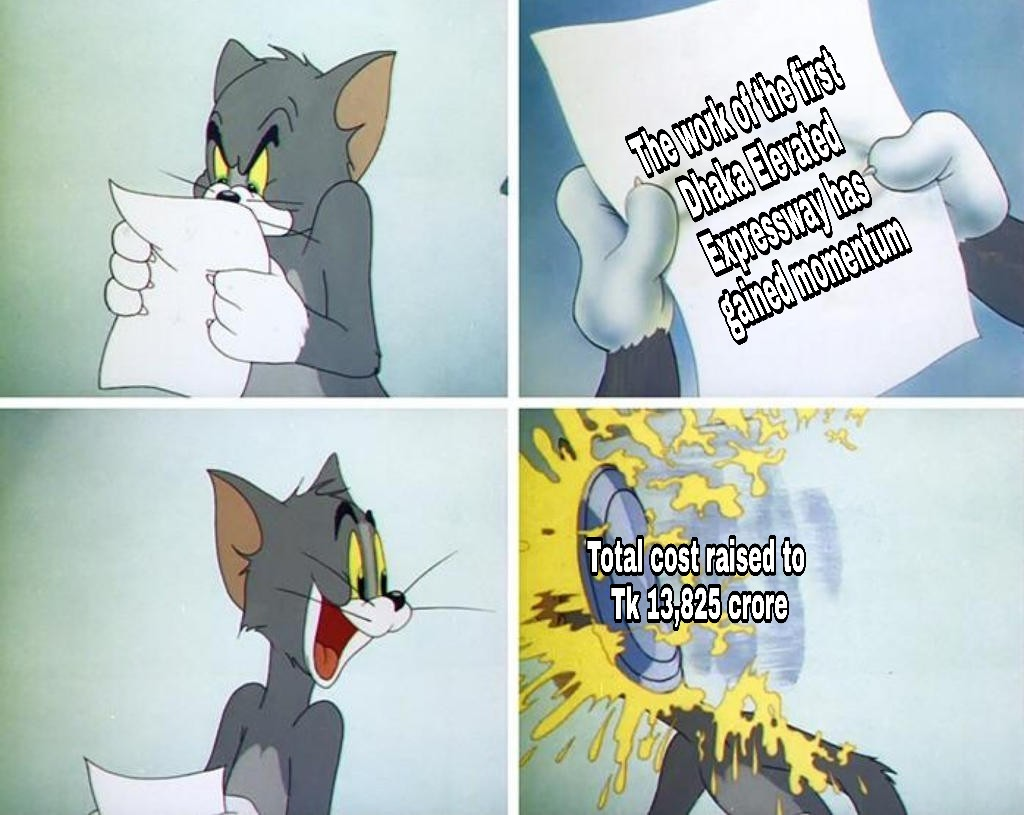 The work of the first
Dhaka Elevated
Expressway has
gained momentum
Total cost raised to
Tk 13,825 crore